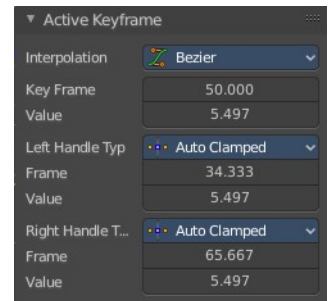 Active Keyframe
Interpolation Bezier
Key Frame 50.000
Value 5.497
Left Handle Typ Auto Clamped
Frame 34.333
Value 5.497
Right Handle T... Auto Clamped
Frame 65.667
Value 5.497